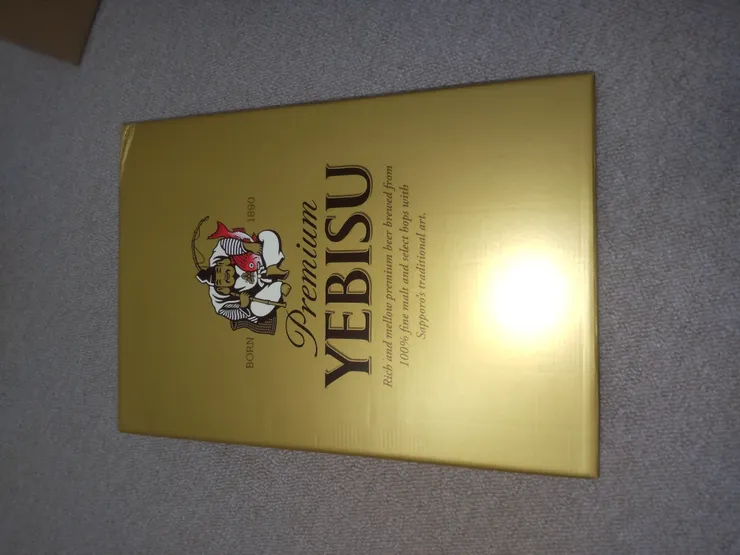 BORN 1890
Premium
YEBISU
Rich and mellow premium beer brewed from
100% fine malt and select hops with
Sapporo's traditional art.